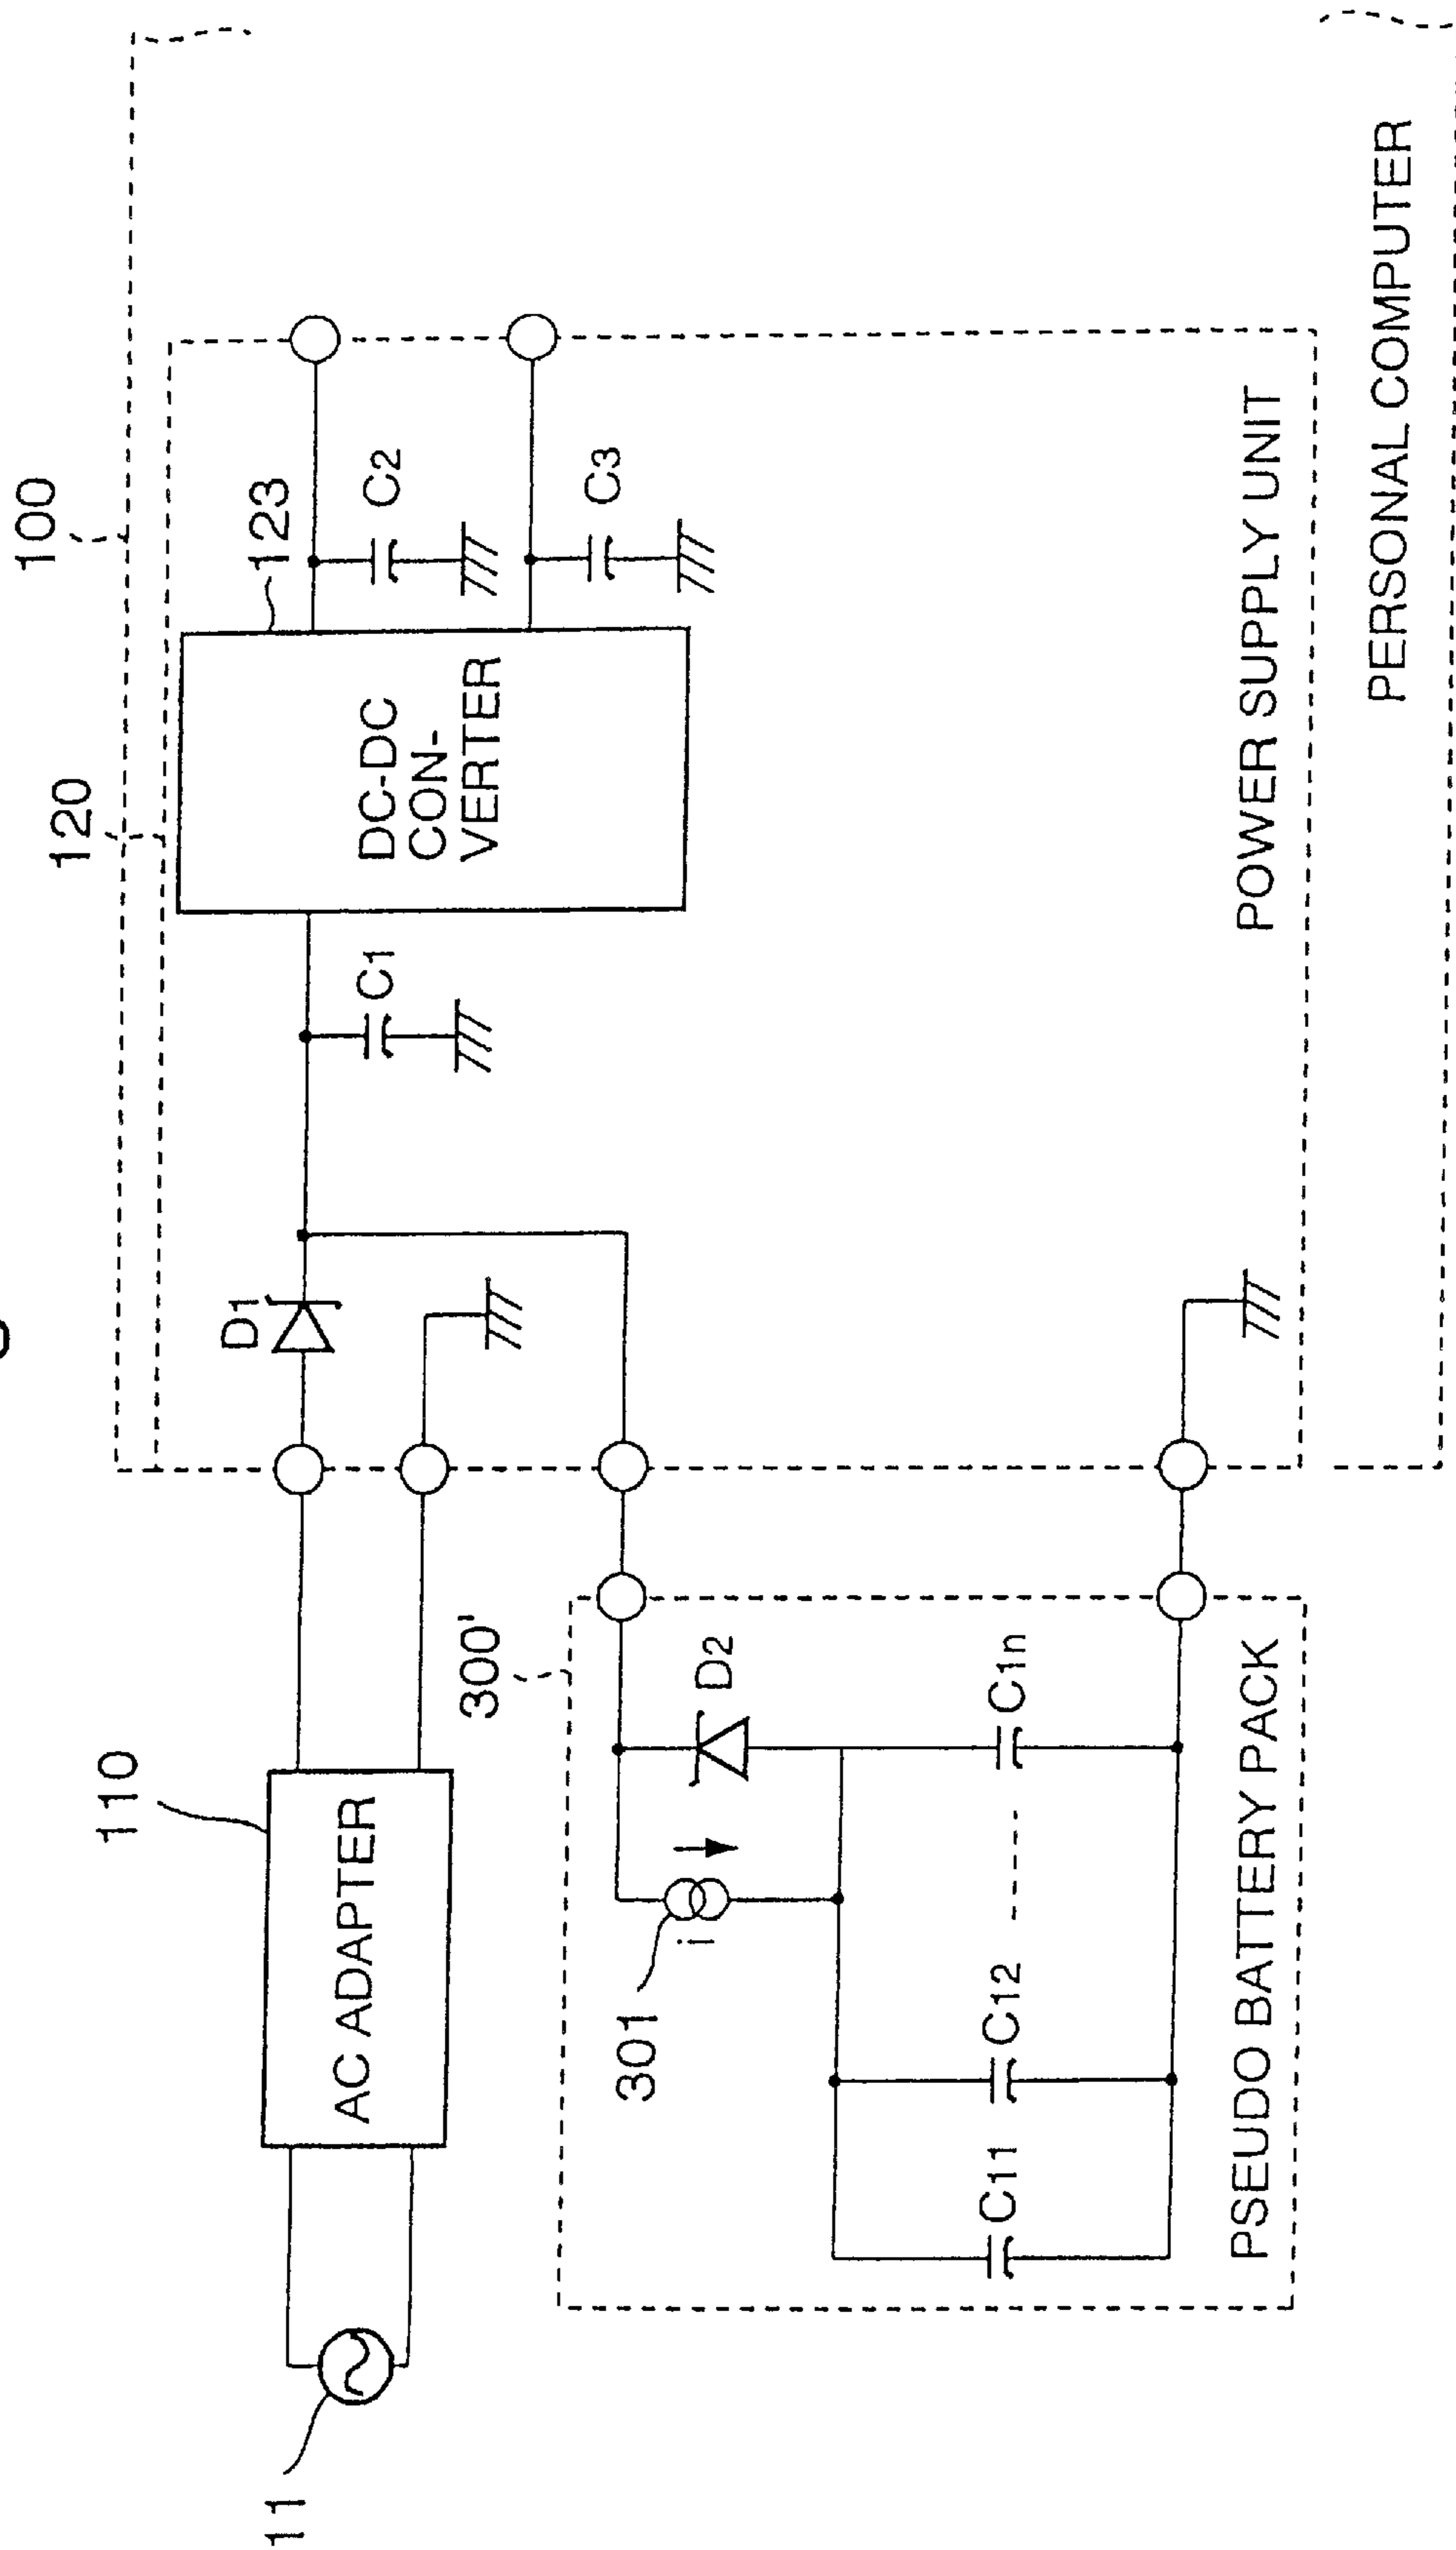 100
120
123
C2
C3
DC-DC
CON-
VERTER
C1
D1
POWER SUPPLY UNIT
PERSONAL COMPUTER
110
AC ADAPTER
11
300'
D2
301
i
C11
C12
C1n
PSEUDO BATTERY PACK